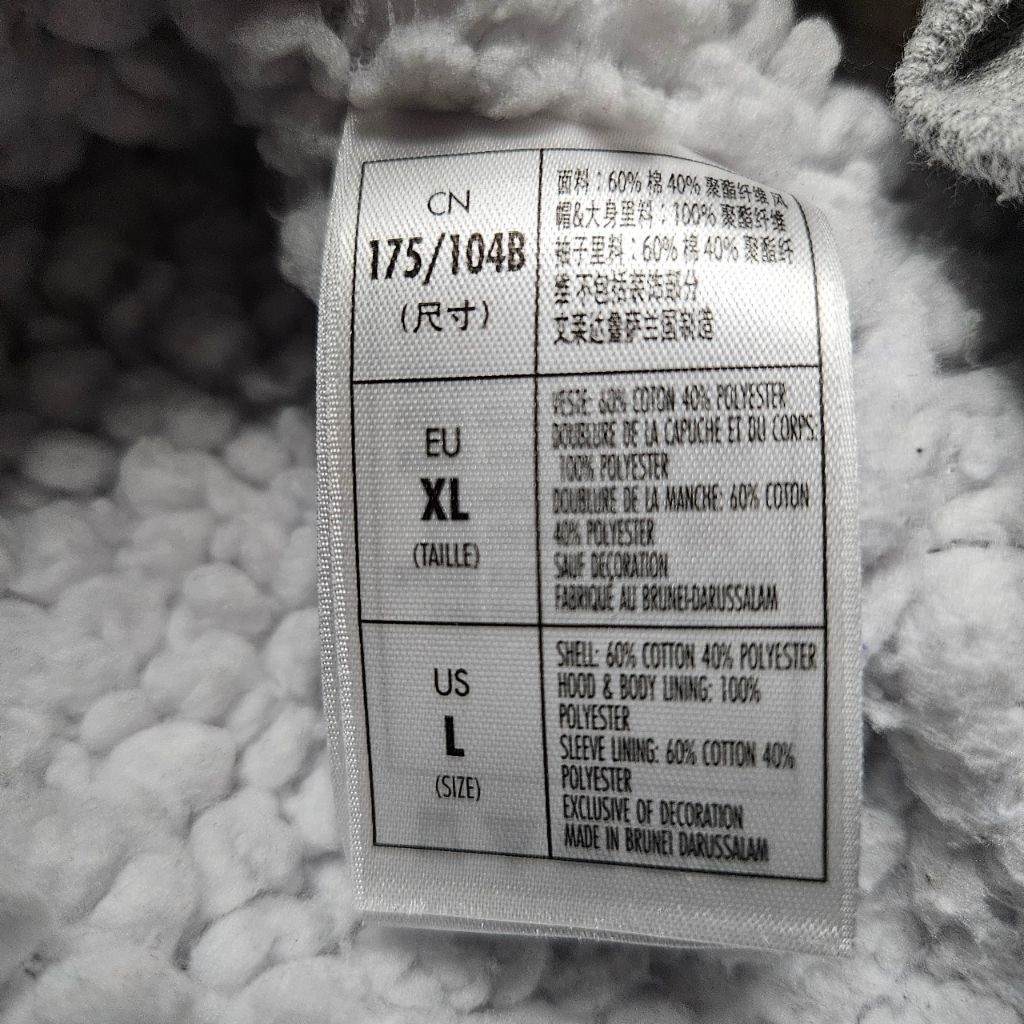 CN
175/104B
(尺寸)
面料：60% 棉 40% 聚酯纤维 风
帽&大身里料：100% 聚酯纤维
袖子里料：60% 棉 40% 聚酯纤
维 不包括装饰部分
文莱达鲁萨兰国制造
EU
XL
(TAILLE)
VESTE: 60% COTON 40% POLYESTER
DOUBLURE DE LA CAPUCHE ET DU CORPS:
100% POLYESTER
DOUBLURE DE LA MANCHE: 60% COTON
40% POLYESTER
SAUF DECORATION
FABRIQUE AU BRUNEI-DARUSSALAM
US
L
(SIZE)
SHELL: 60% COTTON 40% POLYESTER
HOOD & BODY LINING: 100%
POLYESTER
SLEEVE LINING: 60% COTTON 40%
POLYESTER
EXCLUSIVE OF DECORATION
MADE IN BRUNEI DARUSSALAM